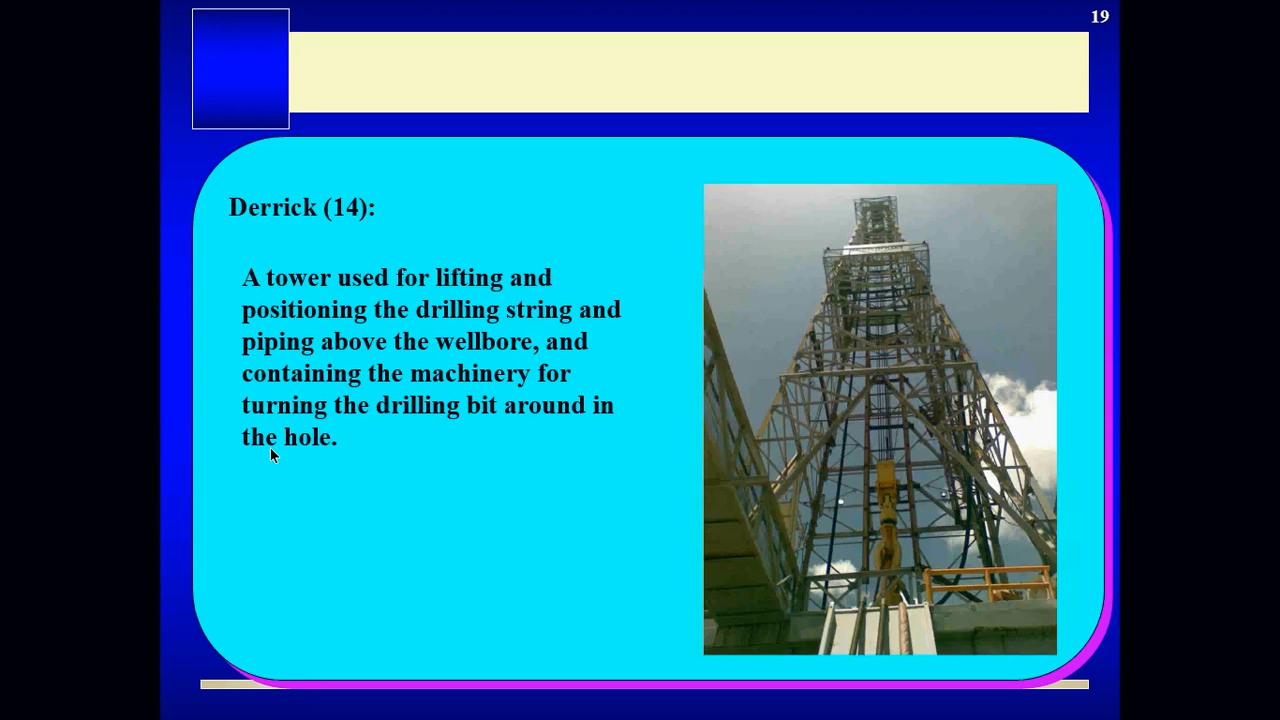 19
Derrick (14):
A tower used for lifting and
positioning the drilling string and
piping above the wellbore, and
containing the machinery for
turning the drilling bit around in
the hole.